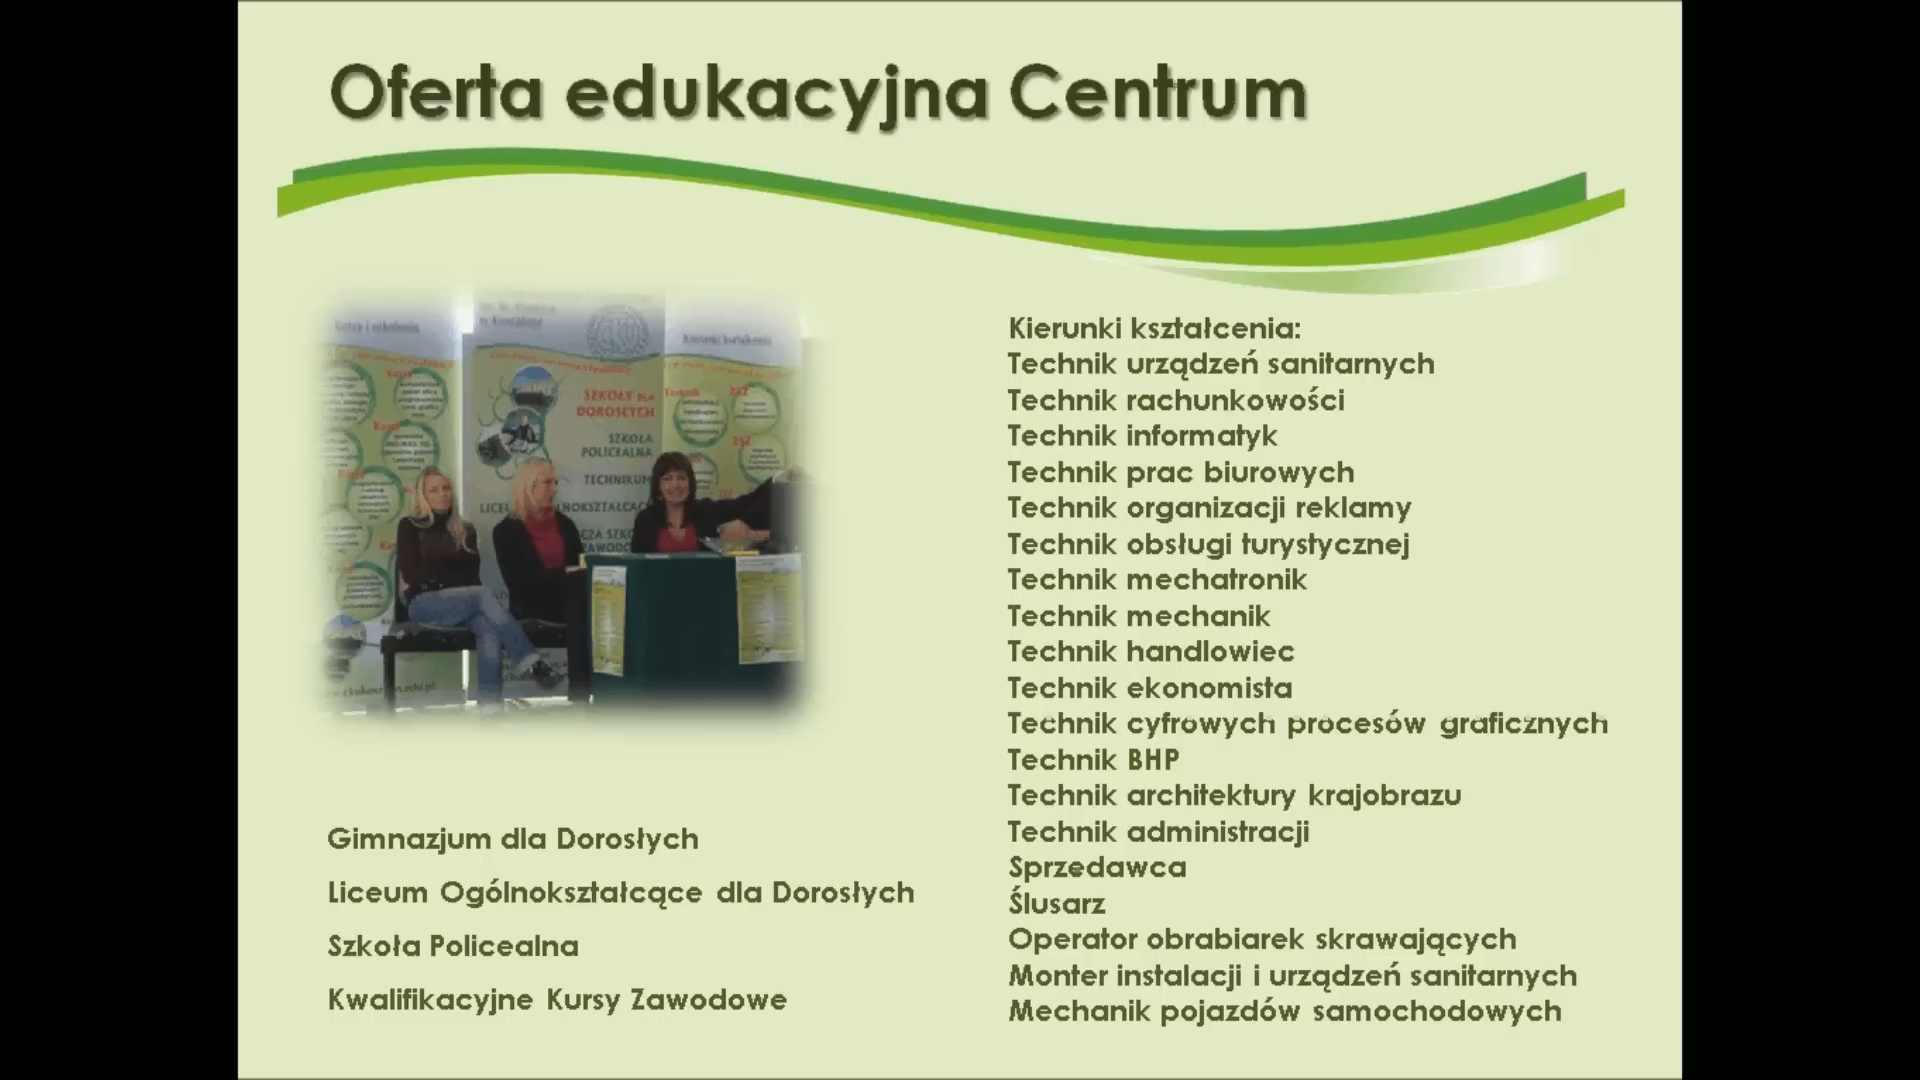 Oferta edukacyjna Centrum
SZKOŁY DLA
DOROSŁYCH
SZKOŁA
POLICEALNA
TECHNIKUM
Gimnazjum dla Dorosłych
Liceum Ogólnokształcące dla Dorosłych
Szkoła Policealna
Kwalifikacyjne Kursy Zawodowe
Kierunki kształcenia:
Technik urządzeń sanitarnych
Technik rachunkowości
Technik informatyk
Technik prac biurowych
Technik organizacji reklamy
Technik obsługi turystycznej
Technik mechatronik
Technik mechanik
Technik handlowiec
Technik ekonomista
Technik cyfrowych procesów graficznych
Technik BHP
Technik architektury krajobrazu
Technik administracji
Sprzedawca
Ślusarz
Operator obrabiarek skrawających
Monter instalacji i urządzeń sanitarnych
Mechanik pojazdów samochodowych